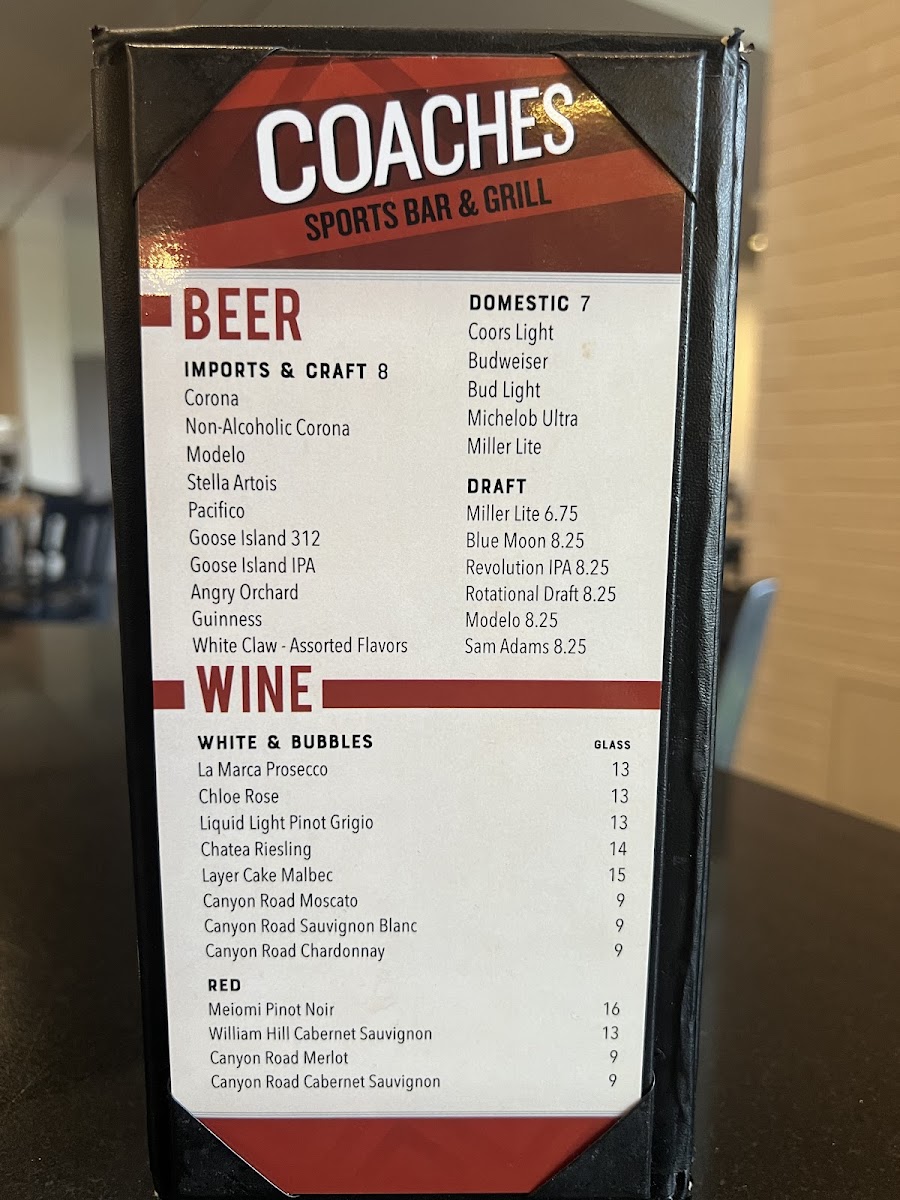 COACHES
SPORTS BAR & GRILL
BEER
IMPORTS & CRAFT 8
Corona
Non-Alcoholic Corona
Modelo
Stella Artois
Pacifico
Goose Island 312
Goose Island IPA
Angry Orchard
Guinness
White Claw - Assorted Flavors
DOMESTIC 7
Coors Light
Budweiser
Bud Light
Michelob Ultra
Miller Lite
DRAFT
Miller Lite 6.75
Blue Moon 8.25
Revolution IPA 8.25
Rotational Draft 8.25
Modelo 8.25
Sam Adams 8.25
WINE
WHITE & BUBBLES GLASS
La Marca Prosecco 13
Chloe Rose 13
Liquid Light Pinot Grigio 13
Chatea Riesling 14
Layer Cake Malbec 15
Canyon Road Moscato 9
Canyon Road Sauvignon Blanc 9
Canyon Road Chardonnay 9
RED
Meiomi Pinot Noir 16
William Hill Cabernet Sauvignon 13
Canyon Road Merlot 9
Canyon Road Cabernet Sauvignon 9